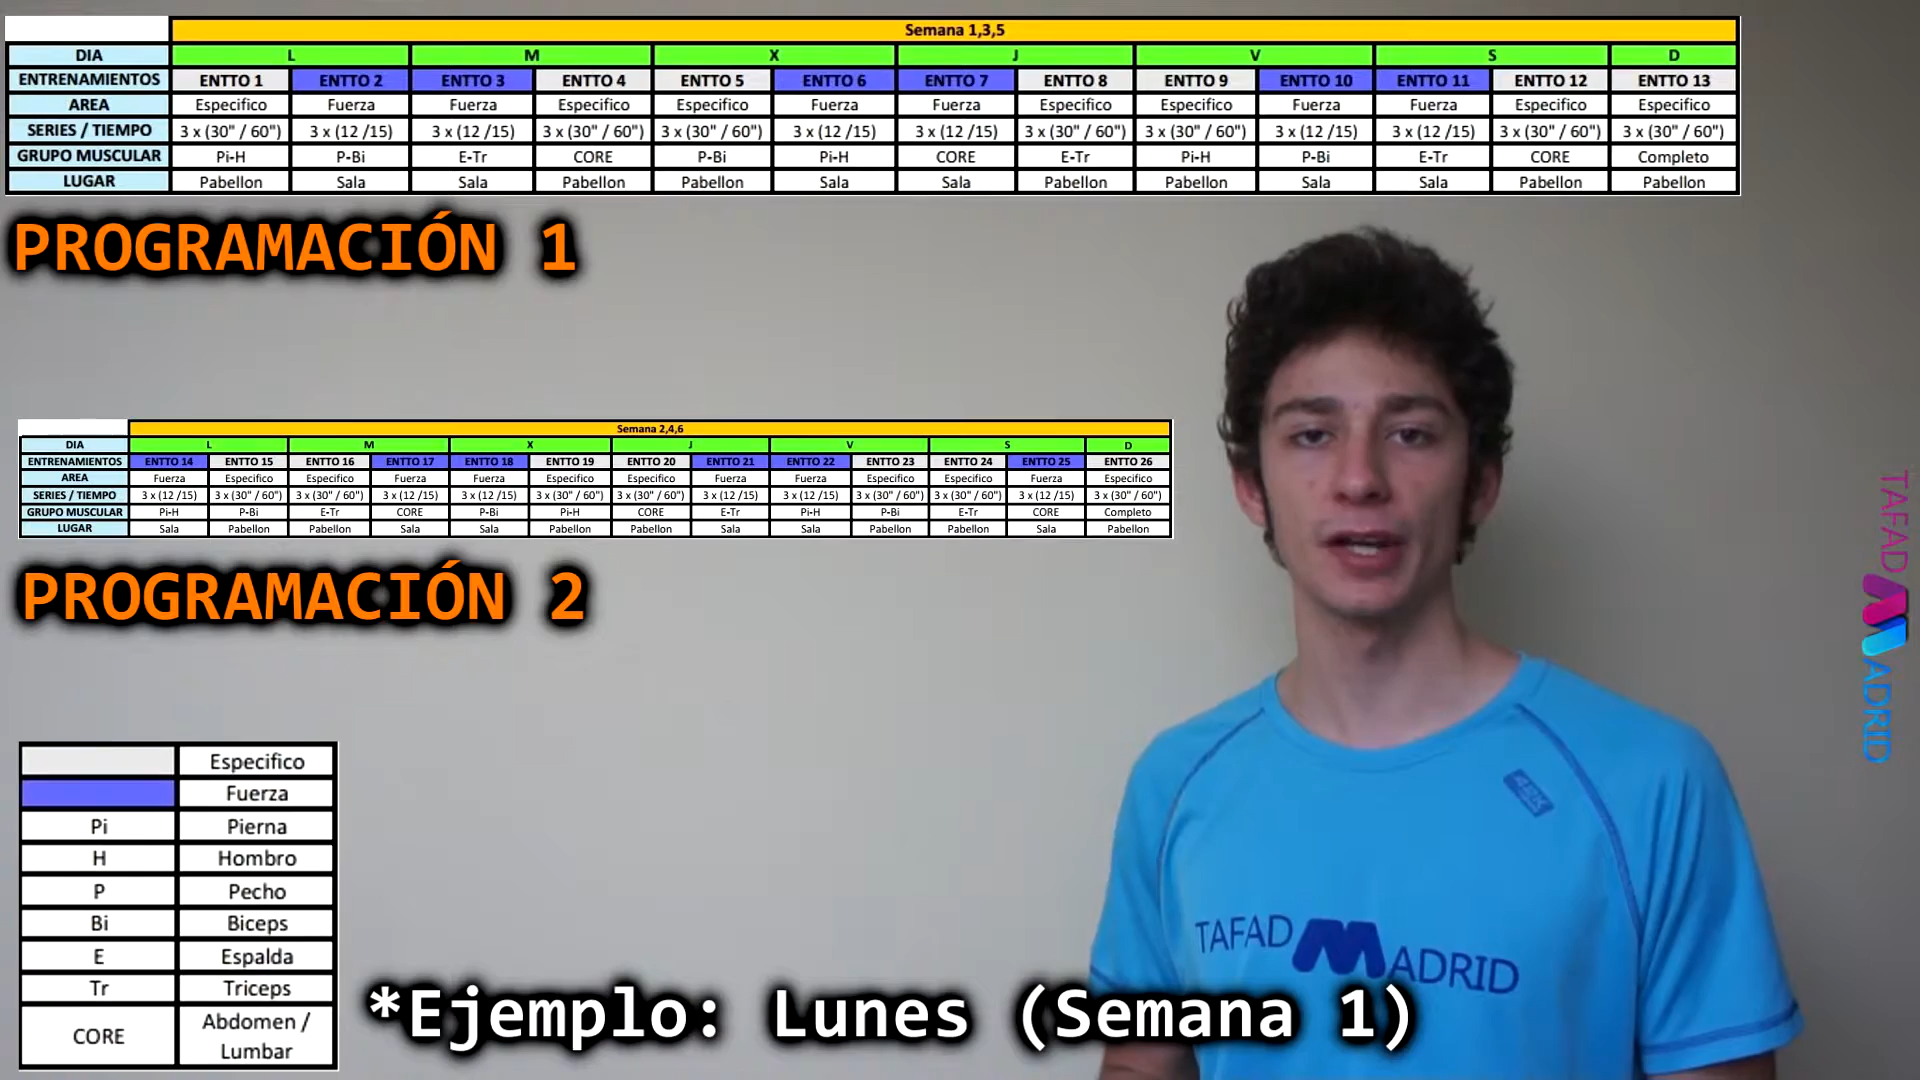 Semana 1,3,5
DIA L M X J V S D
ENTRENAMIENTOS ENTTO 1 ENTTO 2 ENTTO 3 ENTTO 4 ENTTO 5 ENTTO 6 ENTTO 7 ENTTO 8 ENTTO 9 ENTTO 10 ENTTO 11 ENTTO 12 ENTTO 13
AREA Especifico Fuerza Fuerza Especifico Especifico Fuerza Fuerza Especifico Especifico Fuerza Fuerza Especifico Especifico
SERIES / TIEMPO 3 x (30" / 60") 3 x (12 /15) 3 x (12 /15) 3 x (30" / 60") 3 x (30" / 60") 3 x (12 /15) 3 x (12 /15) 3 x (30" / 60") 3 x (30" / 60") 3 x (12 /15) 3 x (12 /15) 3 x (30" / 60") 3 x (30" / 60")
GRUPO MUSCULAR Pi-H P-Bi E-Tr CORE P-Bi Pi-H CORE E-Tr Pi-H P-Bi E-Tr CORE Completo
LUGAR Pabellon Sala Sala Pabellon Pabellon Sala Sala Pabellon Pabellon Sala Sala Pabellon Pabellon
PROGRAMACIÓN 1
Semana 2,4,6
DIA L M X J V S D
ENTRENAMIENTOS ENTTO 14 ENTTO 15 ENTTO 16 ENTTO 17 ENTTO 18 ENTTO 19 ENTTO 20 ENTTO 21 ENTTO 22 ENTTO 23 ENTTO 24 ENTTO 25 ENTTO 26
AREA Fuerza Especifico Especifico Fuerza Fuerza Especifico Especifico Fuerza Fuerza Especifico Especifico Fuerza Especifico
SERIES / TIEMPO 3 x (12 /15) 3 x (30" / 60") 3 x (30" / 60") 3 x (12 /15) 3 x (12 /15) 3 x (30" / 60") 3 x (30" / 60") 3 x (12 /15) 3 x (12 /15) 3 x (30" / 60") 3 x (30" / 60") 3 x (12 /15) 3 x (30" / 60")
GRUPO MUSCULAR Pi-H P-Bi E-Tr CORE P-Bi Pi-H CORE E-Tr Pi-H P-Bi E-Tr CORE Completo
LUGAR Sala Pabellon Pabellon Sala Sala Pabellon Pabellon Sala Sala Pabellon Pabellon Sala Pabellon
PROGRAMACIÓN 2
Especifico
Fuerza
Pi Pierna
H Hombro
P Pecho
Bi Biceps
E Espalda
Tr Triceps
CORE Abdomen /
Lumbar
*Ejemplo: Lunes (Semana 1)
TAFAD MADRID
42K
TAFAD MADRID